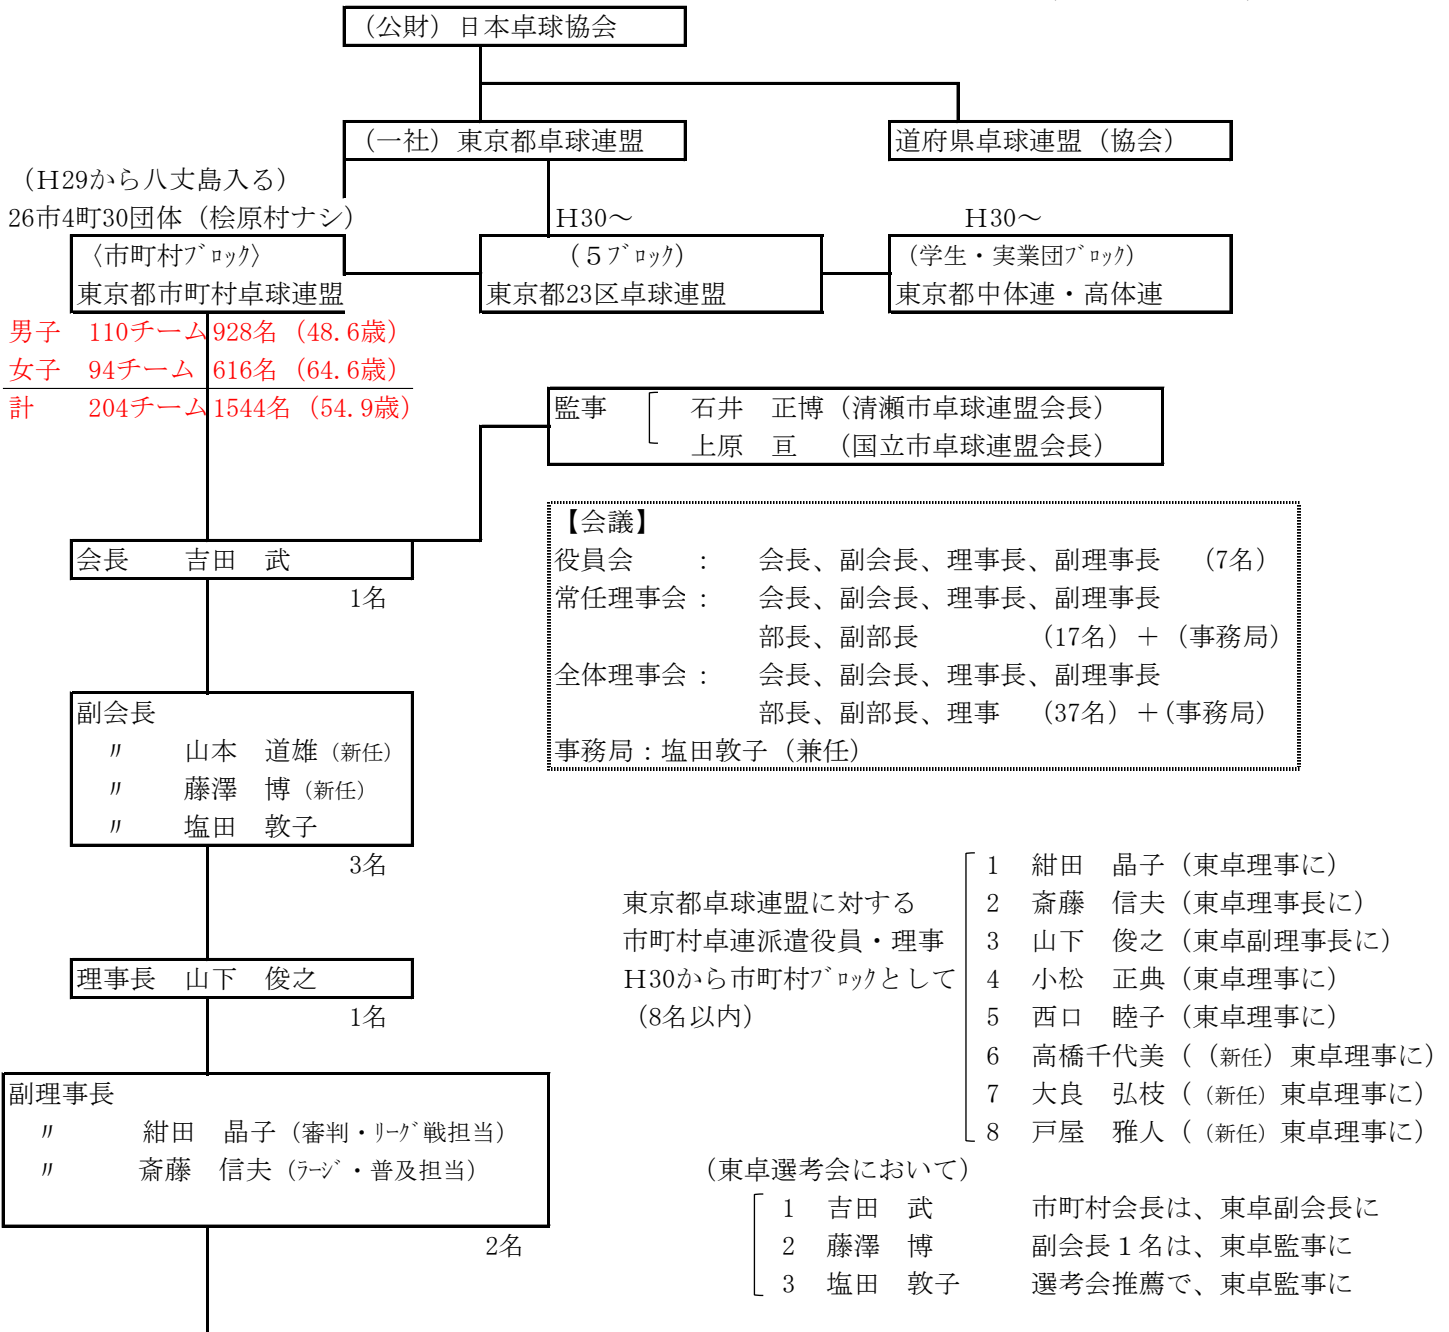 (公財) 日本卓球協会
(一社) 東京都卓球連盟
道府県卓球連盟 (協会)
(H29から八丈島入る)
26市4町30団体 (桧原村ナシ)
H30～
H30～
〈市町村ブロック〉
東京都市町村卓球連盟
(５ブロック)
東京都23区卓球連盟
(学生・実業団ブロック)
東京都中体連・高体連
男子 110チーム 928名 (48.6歳)
女子 94チーム 616名 (64.6歳)
計 204チーム 1544名 (54.9歳)
監事 石井 正博 (清瀬市卓球連盟会長)
上原 亘 (国立市卓球連盟会長)
会長 吉田 武
1名
【会議】
役員会 : 会長、副会長、理事長、副理事長 (7名)
常任理事会 : 会長、副会長、理事長、副理事長
部長、副部長 (17名) ＋ (事務局)
全体理事会 : 会長、副会長、理事長、副理事長
部長、副部長、理事 (37名) ＋(事務局)
事務局：塩田敦子 (兼任)
副会長
〃 山本 道雄 (新任)
〃 藤澤 博 (新任)
〃 塩田 敦子
3名
理事長 山下 俊之
1名
副理事長
〃 紺田 晶子 (審判・リーグ戦担当)
〃 斎藤 信夫 (ラージ・普及担当)
2名
東京都卓球連盟に対する
市町村卓連派遣役員・理事
H30から市町村ブロックとして
(8名以内)
1 紺田 晶子 (東卓理事に)
2 斎藤 信夫 (東卓理事長に)
3 山下 俊之 (東卓副理事長に)
4 小松 正典 (東卓理事に)
5 西口 睦子 (東卓理事に)
6 高橋千代美 ( (新任) 東卓理事に)
7 大良 弘枝 ( (新任) 東卓理事に)
8 戸屋 雅人 ( (新任) 東卓理事に)
(東卓選考会において)
1 吉田 武 市町村会長は、東卓副会長に
2 藤澤 博 副会長１名は、東卓監事に
3 塩田 敦子 選考会推薦で、東卓監事に